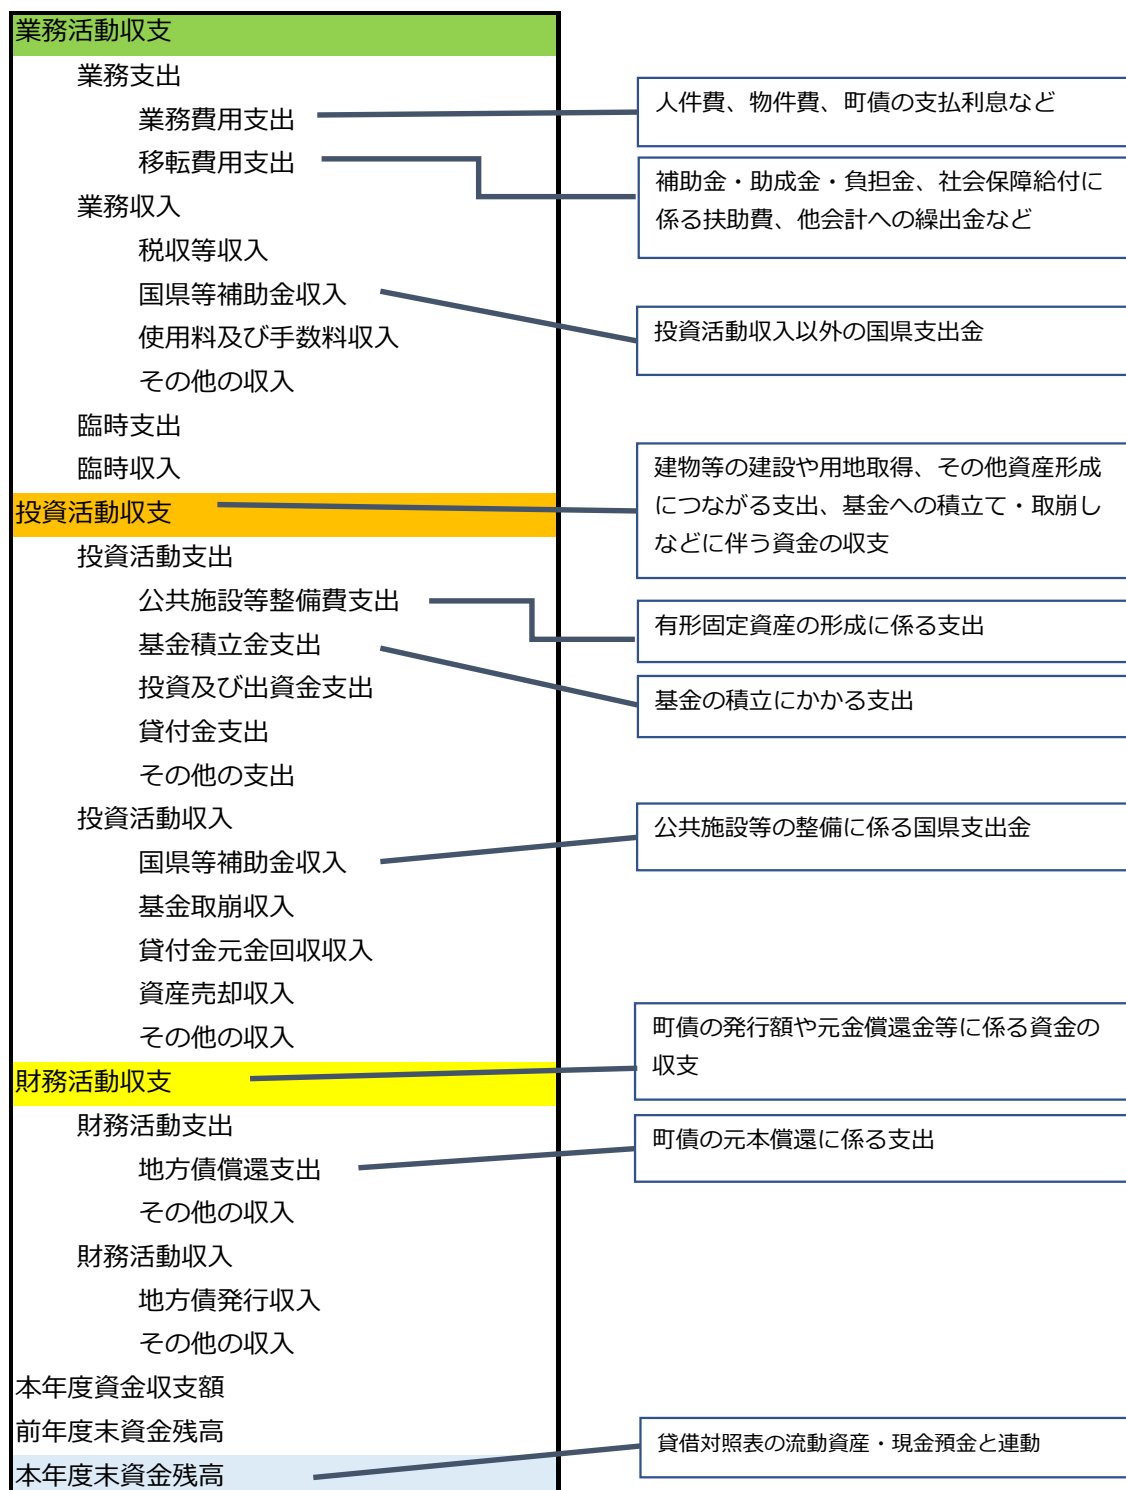 業務活動収支
業務支出
業務費用支出
人件費、物件費、町債の支払利息など
移転費用支出
補助金・助成金・負担金、社会保障給付に
係る扶助費、他会計への繰出金など
業務収入
税収等収入
国県等補助金収入
投資活動収入以外の国県支出金
使用料及び手数料収入
その他の収入
臨時支出
臨時収入
投資活動収支
建物等の建設や用地取得、その他資産形成
につながる支出、基金への積立て・取崩し
などに伴う資金の収支
投資活動支出
公共施設等整備費支出
有形固定資産の形成に係る支出
基金積立金支出
基金の積立にかかる支出
投資及び出資金支出
貸付金支出
その他の支出
投資活動収入
国県等補助金収入
公共施設等の整備に係る国県支出金
基金取崩収入
貸付金元金回収収入
資産売却収入
その他の収入
財務活動収支
町債の発行額や元金償還金等に係る資金の
収支
財務活動支出
地方債償還支出
町債の元本償還に係る支出
その他の収入
財務活動収入
地方債発行収入
その他の収入
本年度資金収支額
前年度末資金残高
本年度末資金残高
貸借対照表の流動資産・現金預金と連動